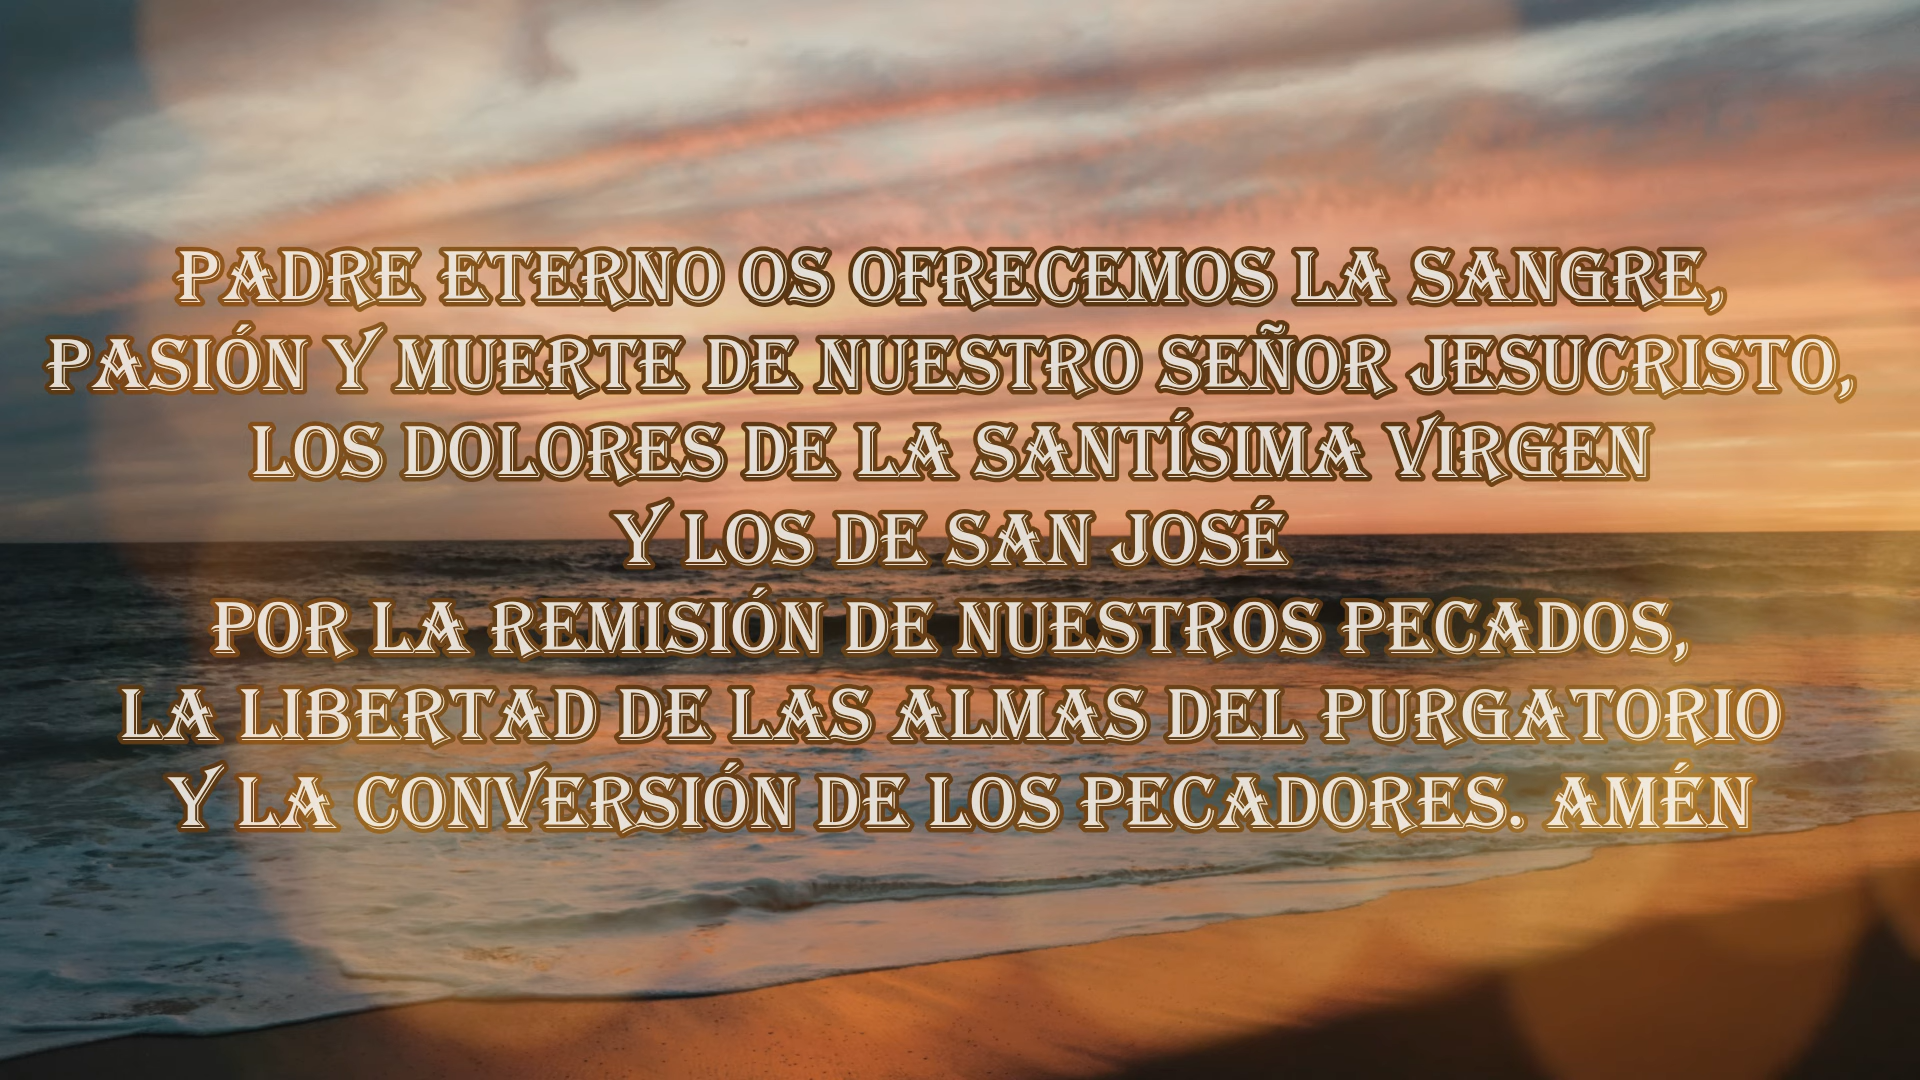 PADRE ETERNO OS OFRECEMOS LA SANGRE,
PASIÓN Y MUERTE DE NUESTRO SEÑOR JESUCRISTO,
LOS DOLORES DE LA SANTÍSIMA VIRGEN
Y LOS DE SAN JOSÉ
POR LA REMISIÓN DE NUESTROS PECADOS,
LA LIBERTAD DE LAS ALMAS DEL PURGATORIO
Y LA CONVERSIÓN DE LOS PECADORES. AMÉN